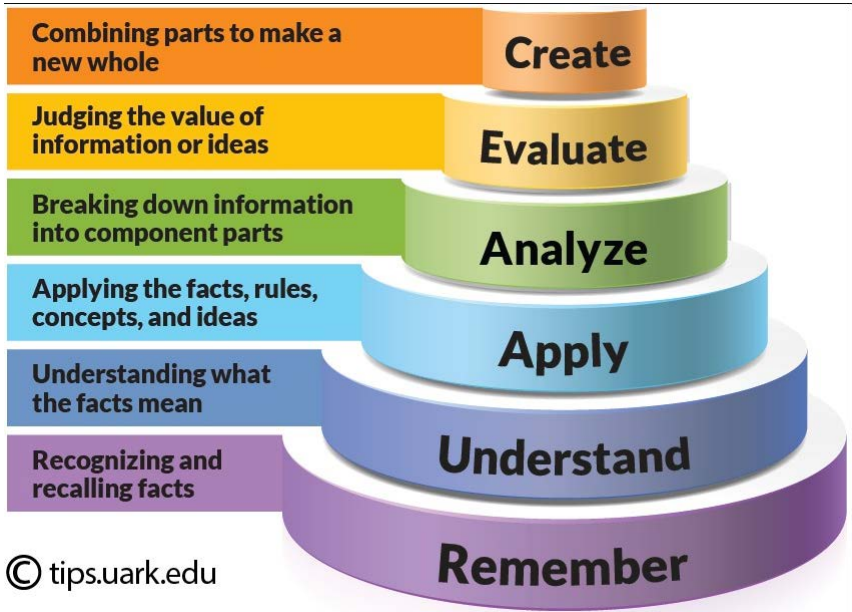 Combining parts to make a
new whole
Create
Judging the value of
information or ideas
Evaluate
Breaking down information
into component parts
Analyze
Applying the facts, rules,
concepts, and ideas
Apply
Understanding what
the facts mean
Understand
Recognizing and
recalling facts
Remember
© tips.uark.edu